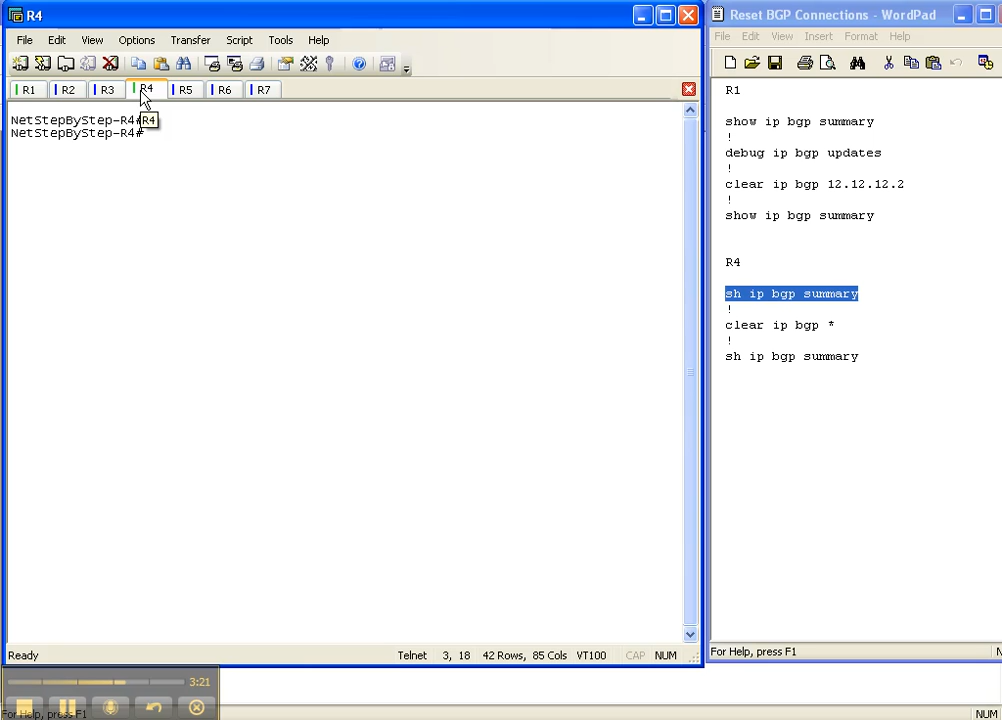 R4
File Edit View Options Transfer Script Tools Help
R1 R2 R3 R4 R5 R6 R7
NetStepByStep-R4#
R4
NetStepByStep-R4#
Ready Telnet 3, 18 42 Rows, 85 Cols VT100 CAP NUM
Reset BGP Connections - WordPad
File Edit View Insert Format Help
R1
show ip bgp summary
!
debug ip bgp updates
!
clear ip bgp 12.12.12.2
!
show ip bgp summary
R4
sh ip bgp summary
!
clear ip bgp *
!
sh ip bgp summary
For Help, press F1
3:21
For Help, press F1
NUM